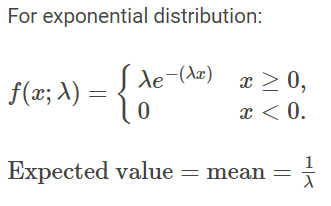 For exponential distribution:
f(x; λ) = { λe^−(λx) x ≥ 0,
0 x < 0.
Expected value = mean = 1/λ